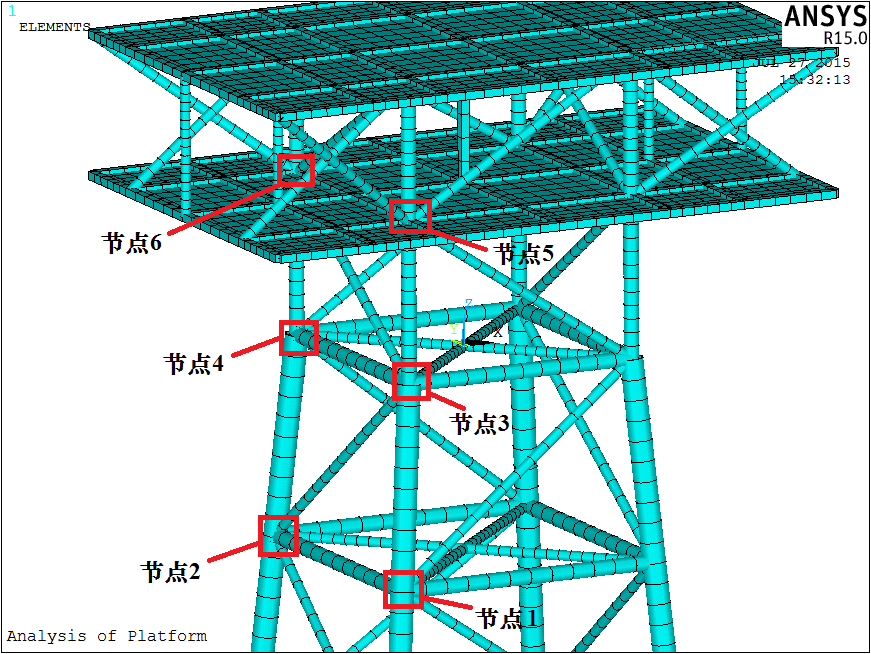 1
ELEMENTS
ANSYS
R15.0
JUL 27 2015
15:32:13
节点6
节点5
Z
Y
X
节点4
节点3
节点2
节点1
Analysis of Platform